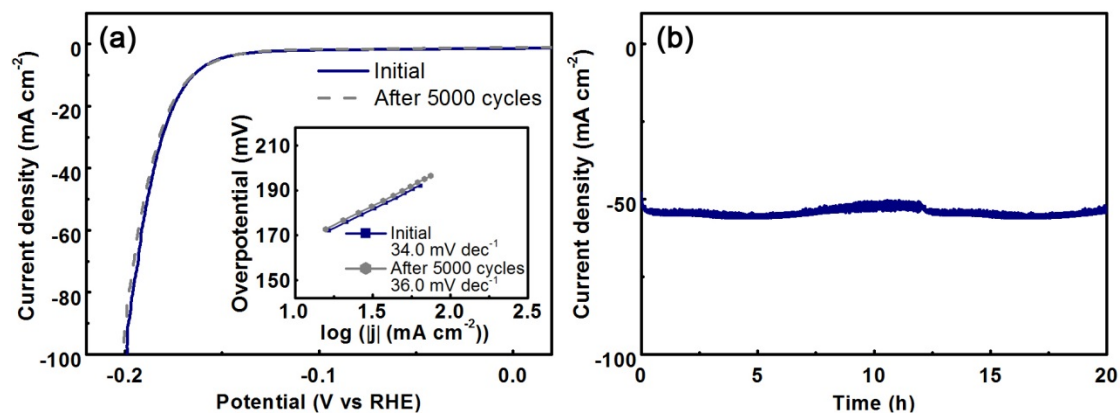 (a)
Current density (mA cm⁻²)
0
-20
-40
-60
-80
-100
-0.2
-0.1
0.0
Potential (V vs RHE)
Initial
After 5000 cycles
Overpotential (mV)
210
190
170
150
1.0
1.5
2.0
2.5
log (|j| (mA cm⁻²))
Initial
34.0 mV dec⁻¹
After 5000 cycles
36.0 mV dec⁻¹
(b)
Current density (mA cm⁻²)
0
-50
-100
0
5
10
15
20
Time (h)